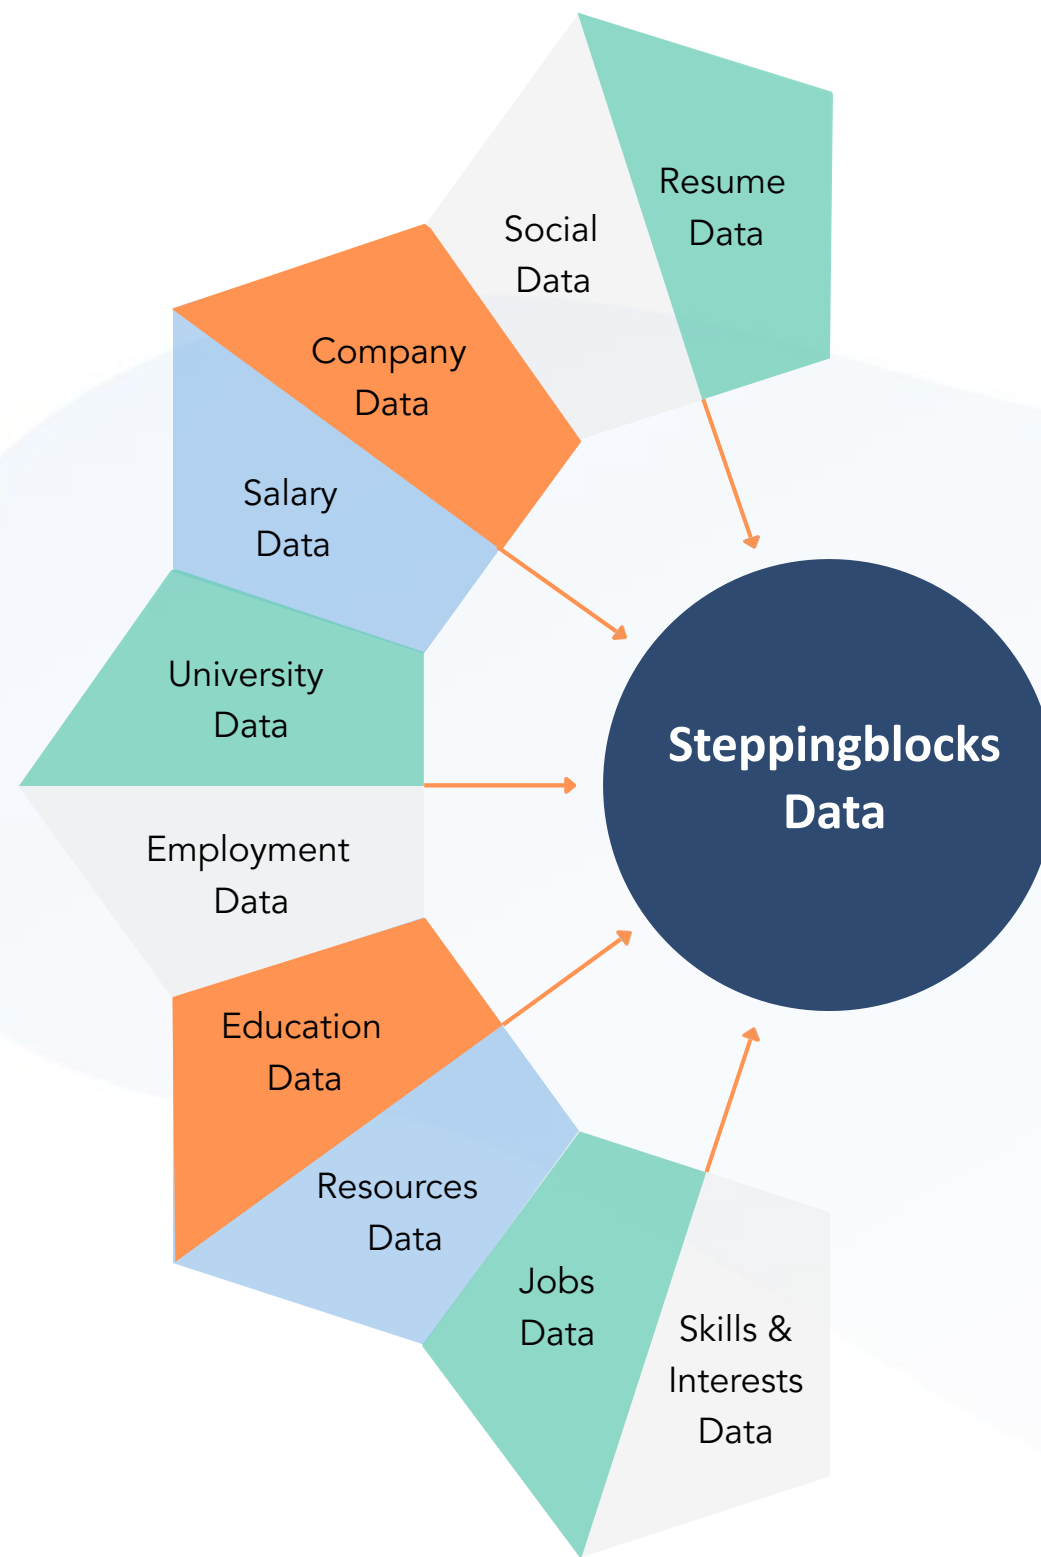 Resume
Data
Social
Data
Company
Data
Salary
Data
University
Data
Steppingblocks
Data
Employment
Data
Education
Data
Resources
Data
Jobs
Data
Skills &
Interests
Data